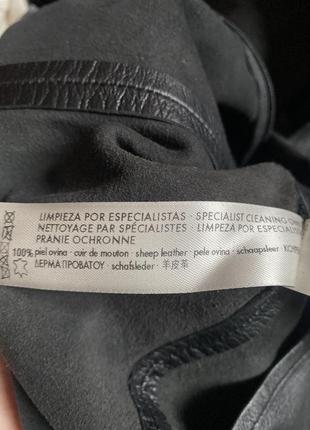 LIMPIEZA POR ESPECIALISTAS · SPECIALIST CLEANING
NETTOYAGE PAR SPÉCIALISTES · LIMPEZA POR ESPECIALISTAS
PRANIE OCHRONNE
100% piel ovina · cuir de mouton · sheep leather · pele ovina · schaapsleer ·
ΔΕΡΜΑ ΠΡΟΒΑΤΟΥ · schafsleder · 羊皮革